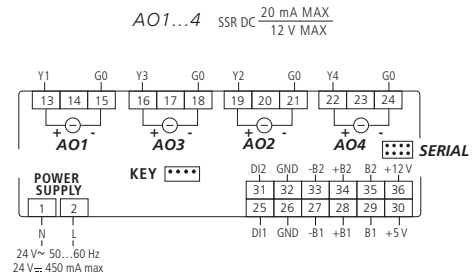 AO1...4 SSR DC 20 mA MAX
12 V MAX
Y1 G0 Y3 G0 Y2 G0 Y4 G0
13 14 15 16 17 18 19 20 21 22 23 24
+ - + - + - + -
AO1 AO3 AO2 AO4
SERIAL
KEY
DI2 GND -B2 +B2 B2 +12 V
POWER
SUPPLY
31 32 33 34 35 36
1 2 25 26 27 28 29 30
N L DI1 GND -B1 +B1 B1 +5 V
24 V~ 50...60 Hz
24 V⎓ 450 mA max